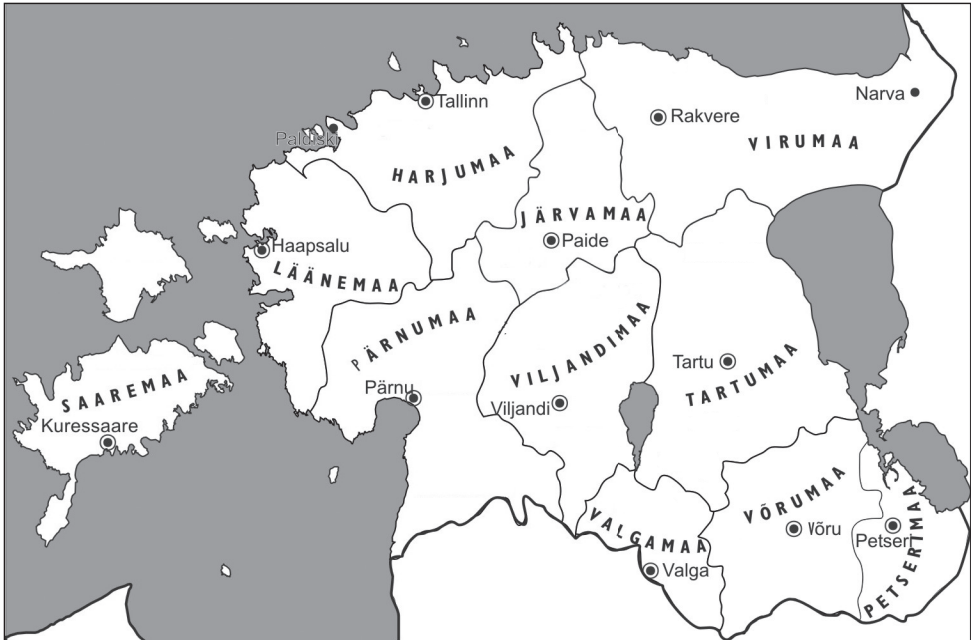 Tallinn
Narva
Rakvere
Paldiski
VIRUMAA
HARJUMAA
JÄRVAMAA
Paide
Haapsalu
LÄÄNEMAA
PÄRNUMAA
VILJANDIMAA
Tartu
TARTUMAA
SAAREMAA
Pärnu
Viljandi
Kuressaare
VÕRUMAA
VALGAMAA
Võru
Petseri
PETSERIMAA
Valga